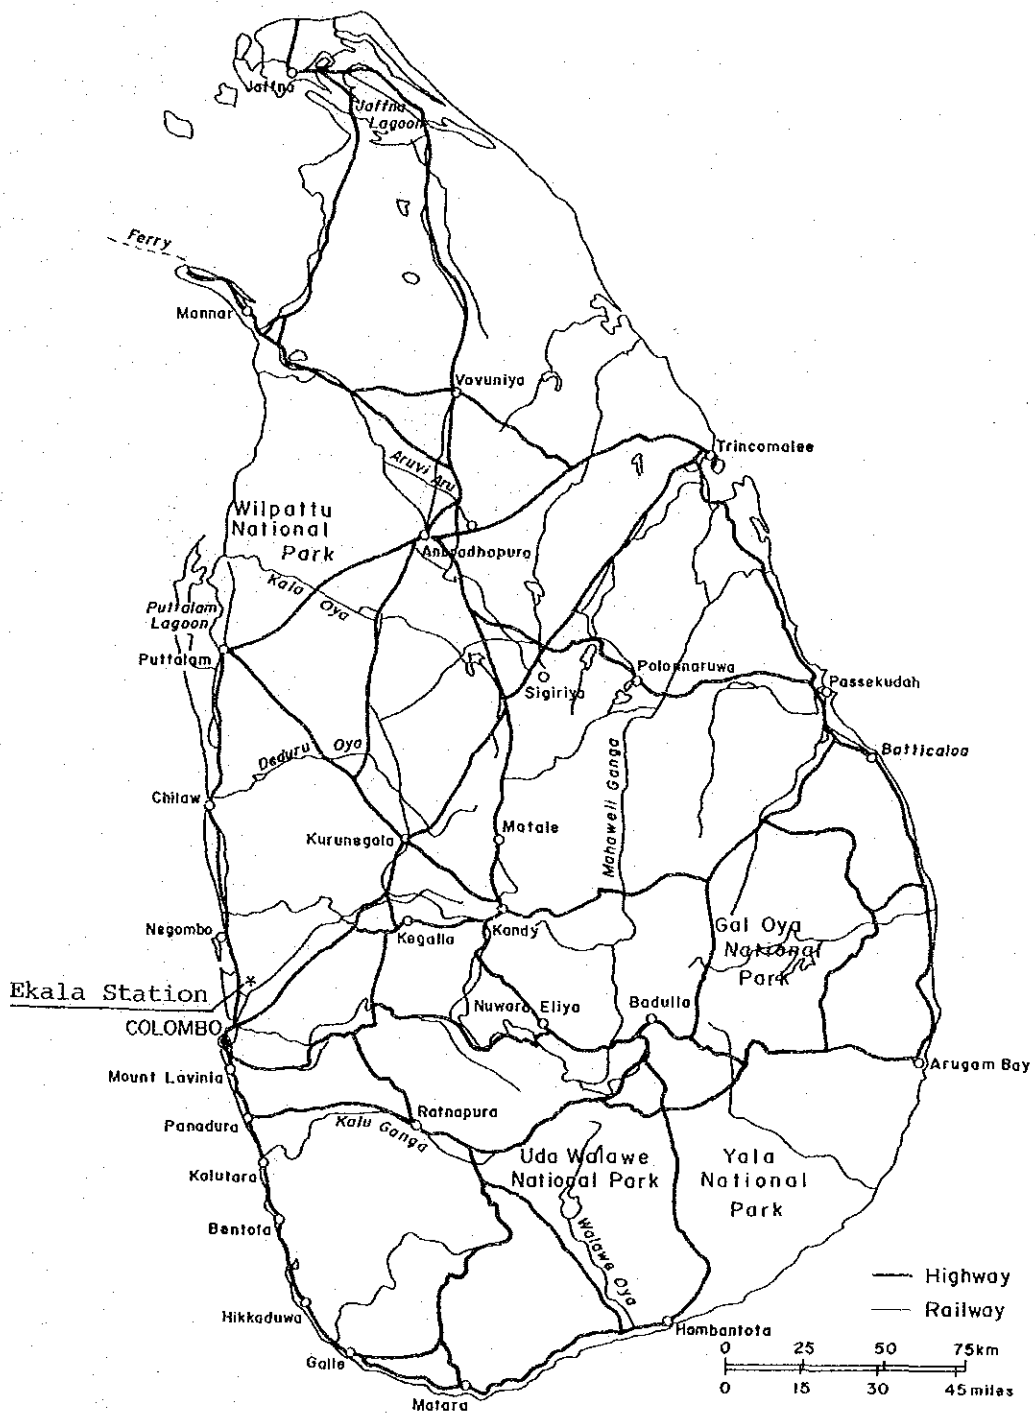 Jaffna
Jaffna
Lagoon
Ferry
Mannar
Vavuniya
Trincomalee
Aruvi Aru
Wilpattu
National
Park
Anuradhapura
Kala Oya
Puttalam
Lagoon
Puttalam
Sigiriya
Polonnaruwa
Passekudah
Deduru Oya
Batticaloa
Mahaweli Ganga
Chilaw
Kurunegala
Matale
Negombo
Kegalla
Kandy
Gal Oya
National
Park
Ekala Station
*
Nuwara Eliya
Badulla
COLOMBO
Mount Lavinia
Arugam Bay
Panadura
Ratnapura
Kalu Ganga
Kalutara
Uda Walawe
National Park
Yala
National
Park
Bentota
Walawe Oya
Hikkaduwa
Highway
Railway
Hambantota
Galle
Matara
0 25 50 75km
0 15 30 45 miles